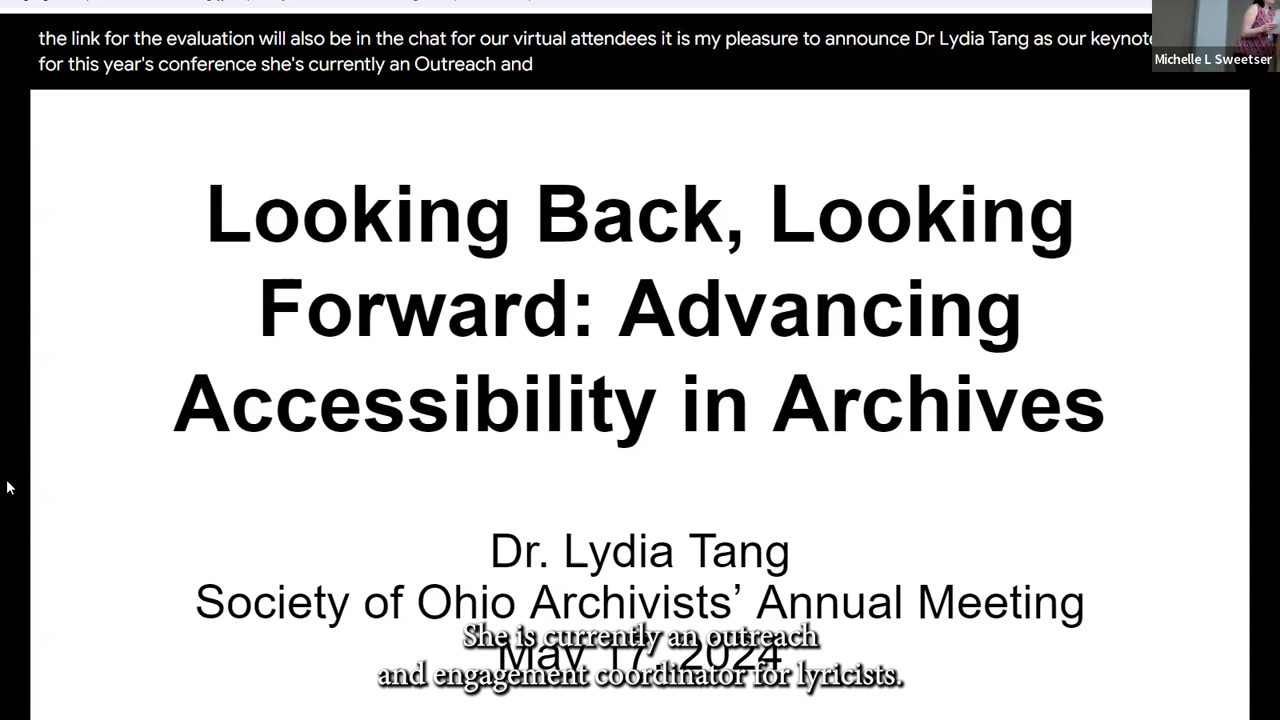 the link for the evaluation will also be in the chat for our virtual attendees it is my pleasure to announce Dr Lydia Tang as our keynote
for this year's conference she's currently an Outreach and
Michelle L Sweetser
Looking Back, Looking
Forward: Advancing
Accessibility in Archives
Dr. Lydia Tang
Society of Ohio Archivists’ Annual Meeting
May 17, 2024
She is currently an outreach
and engagement coordinator for lyricists.